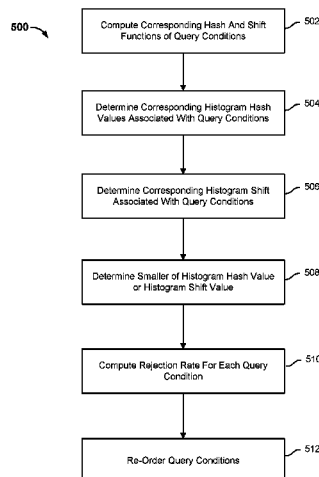 500
Compute Corresponding Hash And Shift
Functions of Query Conditions
502
Determine Corresponding Histogram Hash
Values Associated With Query Conditions
504
Determine Corresponding Histogram Shift
Associated With Query Conditions
506
Determine Smaller of Histogram Hash Value
or Histogram Shift Value
508
Compute Rejection Rate For Each Query
Condition
510
Re-Order Query Conditions
512